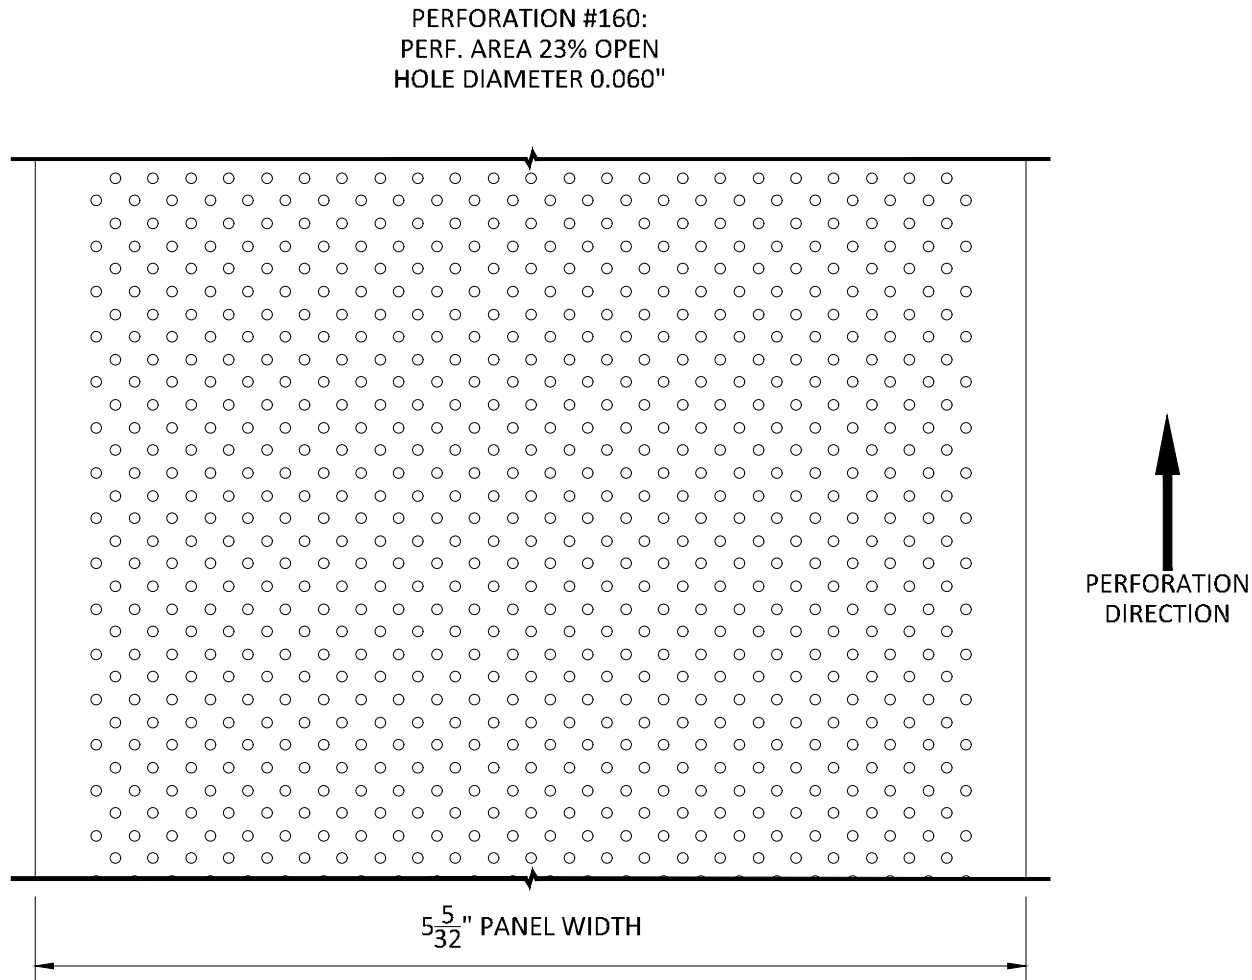 PERFORATION #160:
PERF. AREA 23% OPEN
HOLE DIAMETER 0.060"
PERFORATION
DIRECTION
5 5/32" PANEL WIDTH